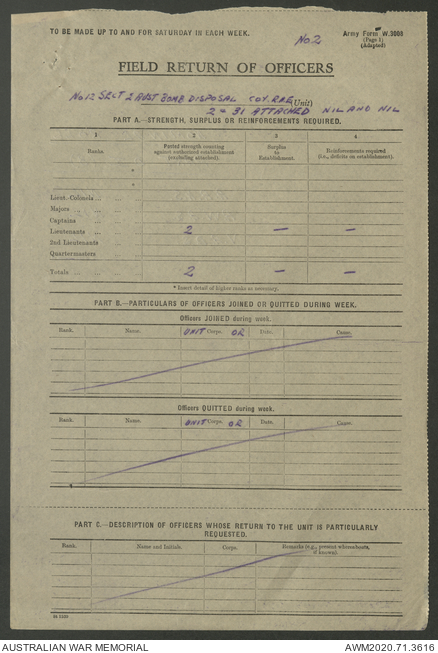 TO BE MADE UP TO AND FOR SATURDAY IN EACH WEEK.
No 2
Army Form W.3008
(Page 1)
(Adapted)
FIELD RETURN OF OFFICERS
No 12 SECT 2 AUST BOMB DISPOSAL COY. RAE (Unit)
2 = 31 ATTACHED NIL AND NIL
PART A.—STRENGTH, SURPLUS OR REINFORCEMENTS REQUIRED.
1 2 3 4
Ranks. Posted strength counting against authorized establishment (excluding attached). Surplus to Establishment. Reinforcements required (i.e., deficits on establishment).
*
*
Lieut.-Colonels ...
Majors
Captains
Lieutenants 2 — —
2nd Lieutenants
Quartermasters
Totals 2 — —
* Insert detail of higher ranks as necessary.
PART B.—PARTICULARS OF OFFICERS JOINED OR QUITTED DURING WEEK.
Officers JOINED during week.
Rank. Name. UNIT Corps. OR Date. Cause.
Officers QUITTED during week.
Rank. Name. UNIT Corps. OR Date. Cause.
PART C.—DESCRIPTION OF OFFICERS WHOSE RETURN TO THE UNIT IS PARTICULARLY
REQUESTED.
Rank. Name and Initials. Corps. Remarks (e.g., present whereabouts,
if known).
AUSTRALIAN WAR MEMORIAL
AWM2020.71.3616